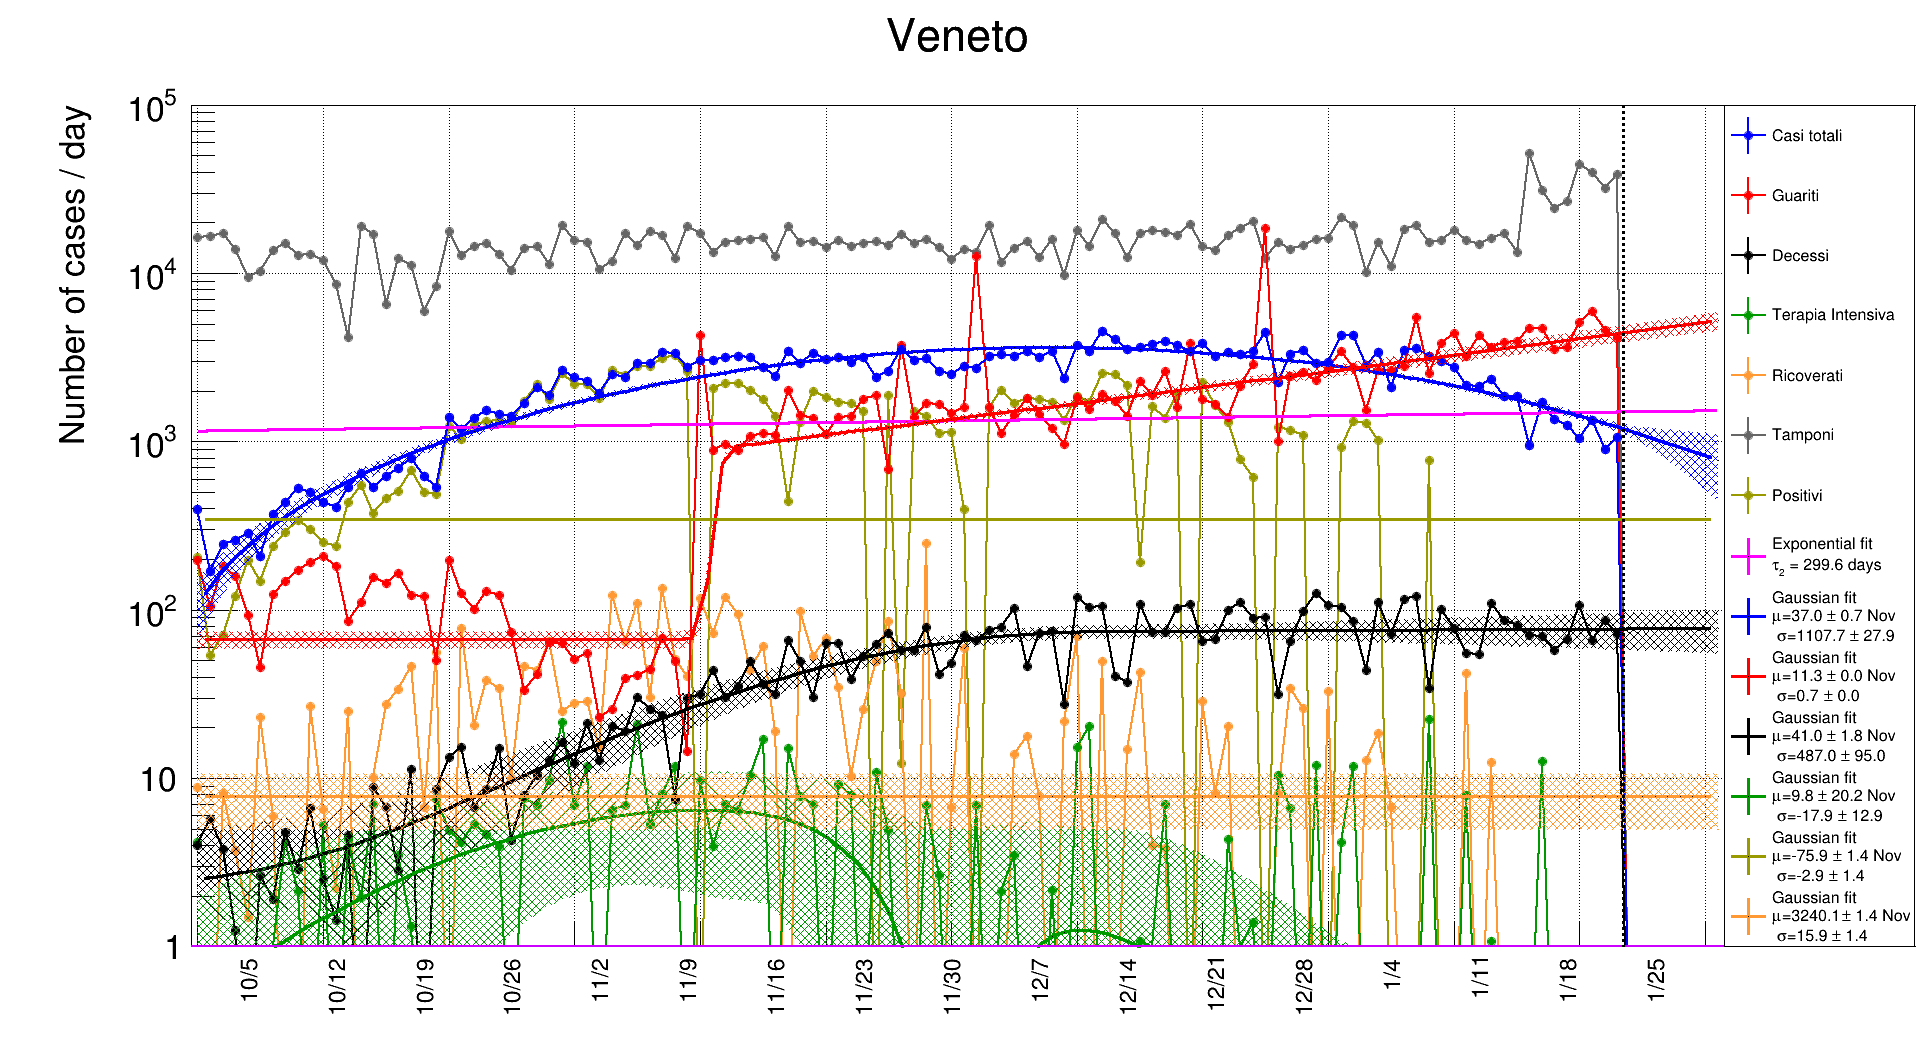 Veneto
Number of cases / day
10^5
10^4
10^3
10^2
10
1
10/5
10/12
10/19
10/26
11/2
11/9
11/16
11/23
11/30
12/7
12/14
12/21
12/28
1/4
1/11
1/18
1/25
Casi totali
Guariti
Decessi
Terapia Intensiva
Ricoverati
Tamponi
Positivi
Exponential fit
τ₂ = 299.6 days
Gaussian fit
μ=37.0 ± 0.7 Nov
σ=1107.7 ± 27.9
Gaussian fit
μ=11.3 ± 0.0 Nov
σ=0.7 ± 0.0
Gaussian fit
μ=41.0 ± 1.8 Nov
σ=487.0 ± 95.0
Gaussian fit
μ=9.8 ± 20.2 Nov
σ=-17.9 ± 12.9
Gaussian fit
μ=-75.9 ± 1.4 Nov
σ=-2.9 ± 1.4
Gaussian fit
μ=3240.1 ± 1.4 Nov
σ=15.9 ± 1.4